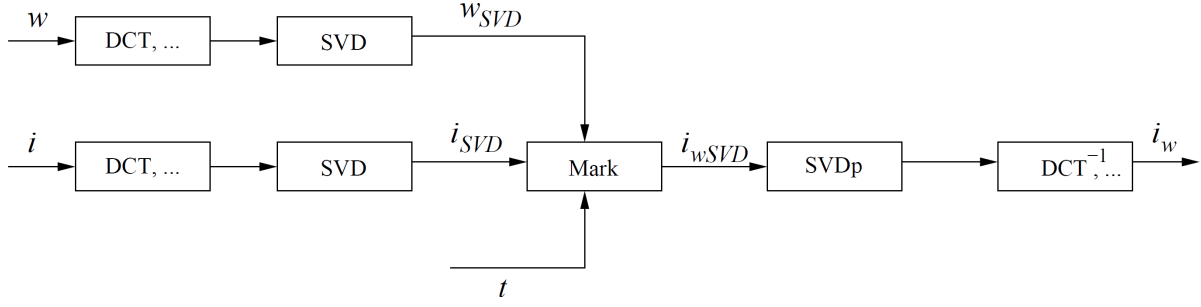 w
DCT, ...
SVD
w_SVD
i
DCT, ...
SVD
i_SVD
Mark
i_wSVD
SVDp
DCT^-1, ...
i_w
t